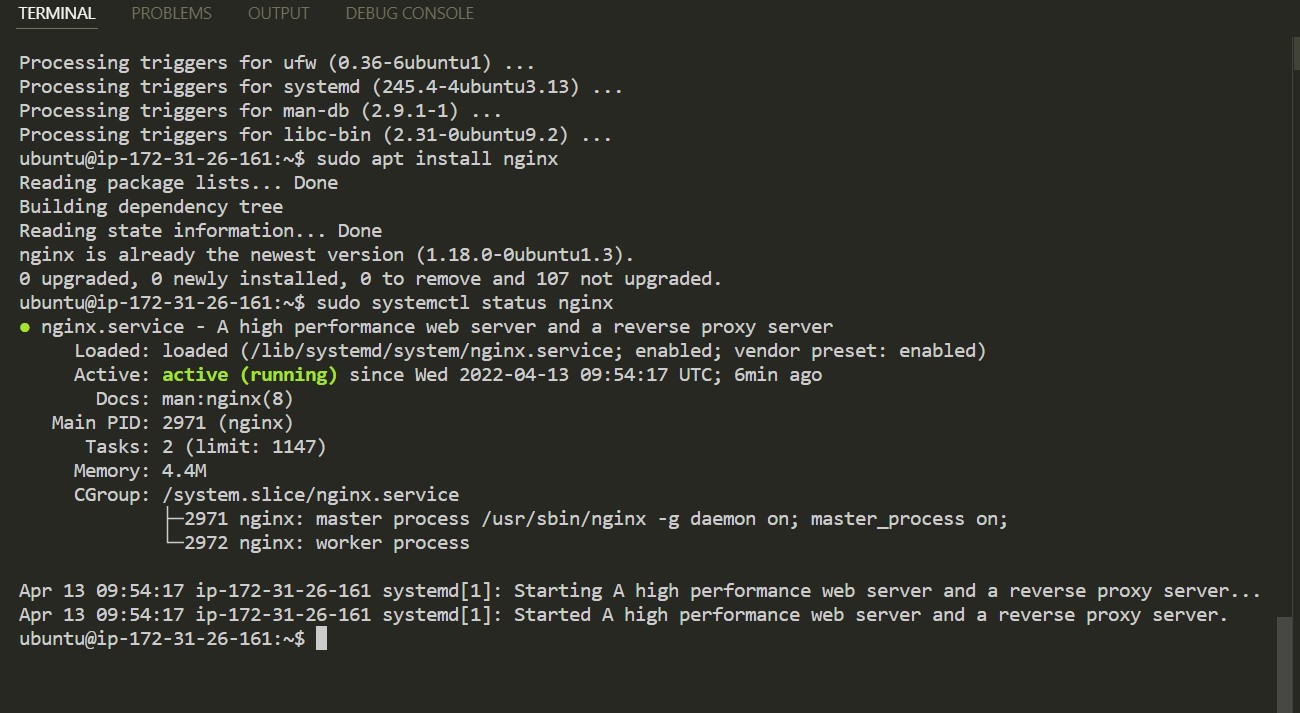 TERMINAL PROBLEMS OUTPUT DEBUG CONSOLE
Processing triggers for ufw (0.36-6ubuntu1) ...
Processing triggers for systemd (245.4-4ubuntu3.13) ...
Processing triggers for man-db (2.9.1-1) ...
Processing triggers for libc-bin (2.31-0ubuntu9.2) ...
ubuntu@ip-172-31-26-161:~$ sudo apt install nginx
Reading package lists... Done
Building dependency tree
Reading state information... Done
nginx is already the newest version (1.18.0-0ubuntu1.3).
0 upgraded, 0 newly installed, 0 to remove and 107 not upgraded.
ubuntu@ip-172-31-26-161:~$ sudo systemctl status nginx
● nginx.service - A high performance web server and a reverse proxy server
     Loaded: loaded (/lib/systemd/system/nginx.service; enabled; vendor preset: enabled)
     Active: active (running) since Wed 2022-04-13 09:54:17 UTC; 6min ago
       Docs: man:nginx(8)
   Main PID: 2971 (nginx)
      Tasks: 2 (limit: 1147)
     Memory: 4.4M
     CGroup: /system.slice/nginx.service
             ├─2971 nginx: master process /usr/sbin/nginx -g daemon on; master_process on;
             └─2972 nginx: worker process
Apr 13 09:54:17 ip-172-31-26-161 systemd[1]: Starting A high performance web server and a reverse proxy server...
Apr 13 09:54:17 ip-172-31-26-161 systemd[1]: Started A high performance web server and a reverse proxy server.
ubuntu@ip-172-31-26-161:~$